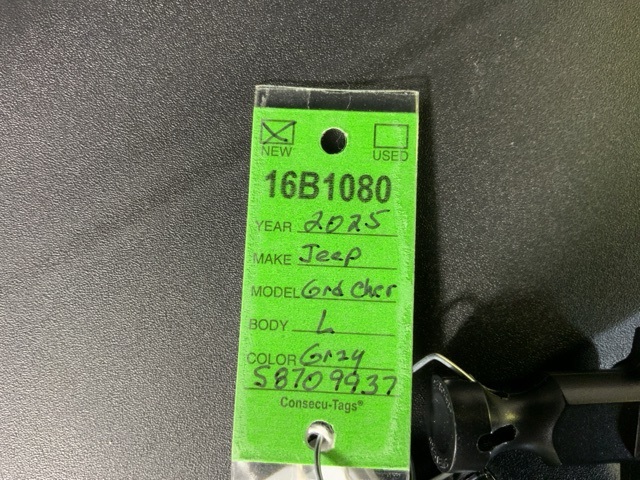 NEW USED
16B1080
YEAR 2025
MAKE Jeep
MODEL Grd Cher
BODY L
COLOR Gray
S8709937
Consecu-Tags®